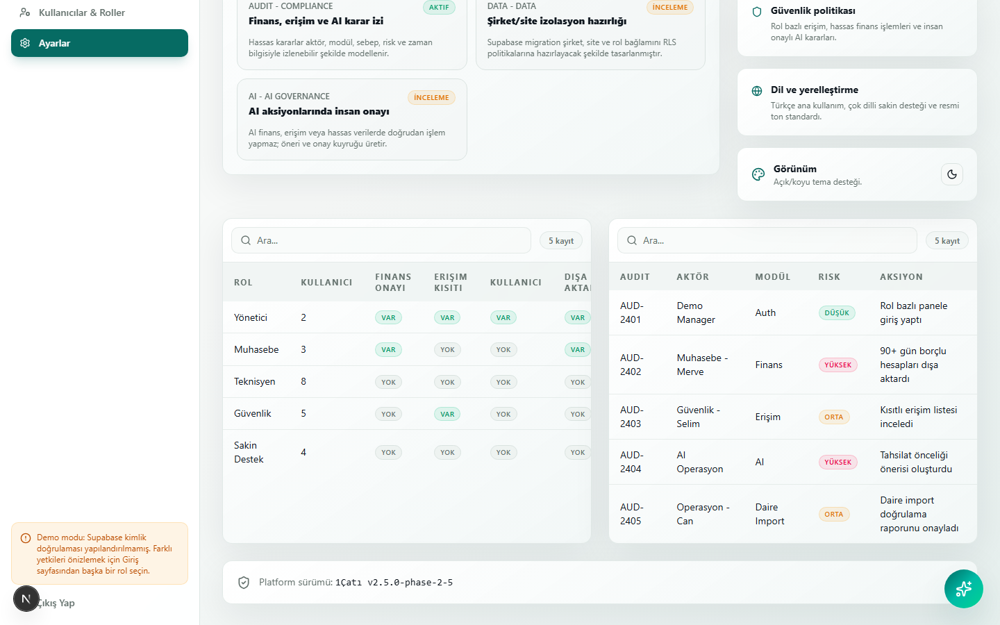 Kullanıcılar & Roller
Ayarlar
Demo modu: Supabase kimlik
doğrulaması yapılandırılmamış. Farklı
yetkileri önizlemek için Giriş
sayfasından başka bir rol seçin.
N
Çıkış Yap
AUDIT - COMPLIANCE
AKTIF
Finans, erişim ve AI karar izi
Hassas kararlar aktör, modül, sebep, risk ve zaman
bilgisiyle izlenebilir şekilde modellenir.
DATA - DATA
İNCELEME
Şirket/site izolasyon hazırlığı
Supabase migration şirket, site ve rol bağlamını RLS
politikalarına hazırlayacak şekilde tasarlanmıştır.
AI - AI GOVERNANCE
İNCELEME
AI aksiyonlarında insan onayı
AI finans, erişim veya hassas verilerde doğrudan işlem
yapmaz; öneri ve onay kuyruğu üretir.
Güvenlik politikası
Rol bazlı erişim, hassas finans işlemleri ve insan
onaylı AI kararları.
Dil ve yerelleştirme
Türkçe ana kullanım, çok dilli sakin desteği ve resmi
ton standardı.
Görünüm
Açık/koyu tema desteği.
Ara...
5 kayıt
ROL KULLANICI FINANS ONAYI ERIŞIM KISITI KULLANICI DIŞA AKTA
Yönetici 2 VAR VAR VAR VAR
Muhasebe 3 VAR YOK YOK VAR
Teknisyen 8 YOK YOK YOK YOK
Güvenlik 5 YOK VAR YOK YOK
Sakin Destek 4 YOK YOK YOK YOK
Ara...
5 kayıt
AUDIT AKTÖR MODÜL RISK AKSIYON
AUD-2401 Demo Manager Auth DÜŞÜK Rol bazlı panele giriş yaptı
AUD-2402 Muhasebe - Merve Finans YÜKSEK 90+ gün borçlu hesapları dışa aktardı
AUD-2403 Güvenlik - Selim Erişim ORTA Kısıtlı erişim listesi inceledi
AUD-2404 AI Operasyon AI YÜKSEK Tahsilat önceliği önerisi oluşturdu
AUD-2405 Operasyon - Can Daire Import ORTA Daire import doğrulama raporunu onayladı
Platform sürümü: 1Çatı v2.5.0-phase-2-5